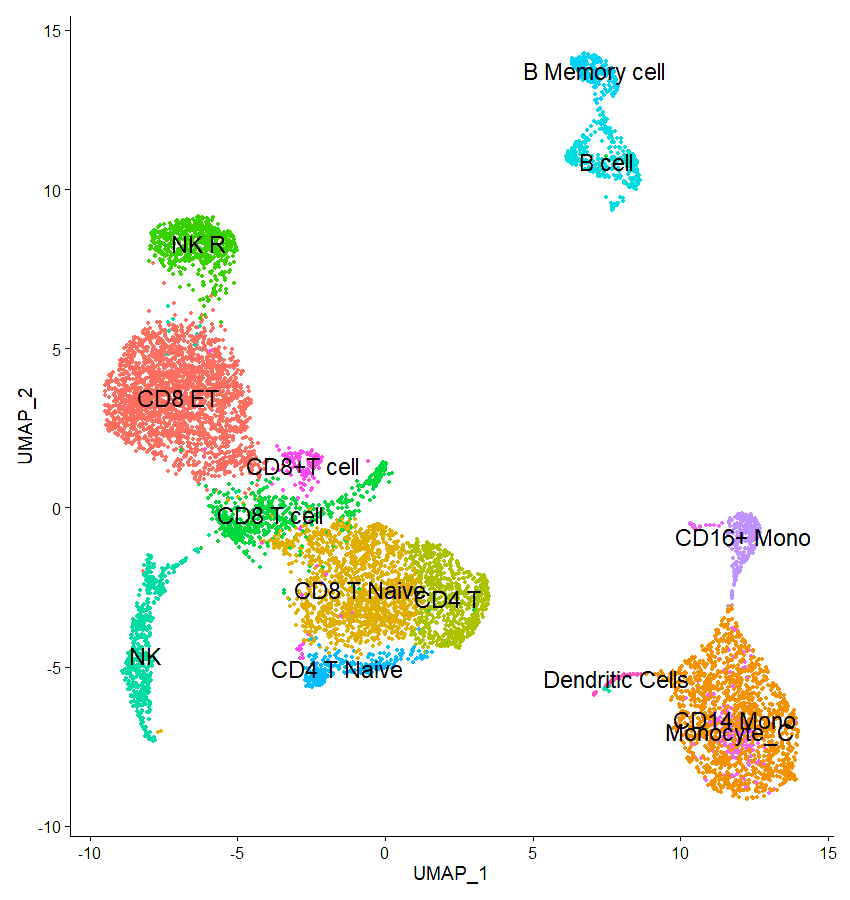 15
B Memory cell
B cell
10
NK R
5
CD8 ET
UMAP_2
CD8+T cell
0
CD8 T cell
CD16+ Mono
CD8 T Naive
CD4 T
NK
-5
CD4 T Naive
Dendritic Cells
CD14 Mono
Monocyte_C
-10
-10 -5 0 5 10 15
UMAP_1